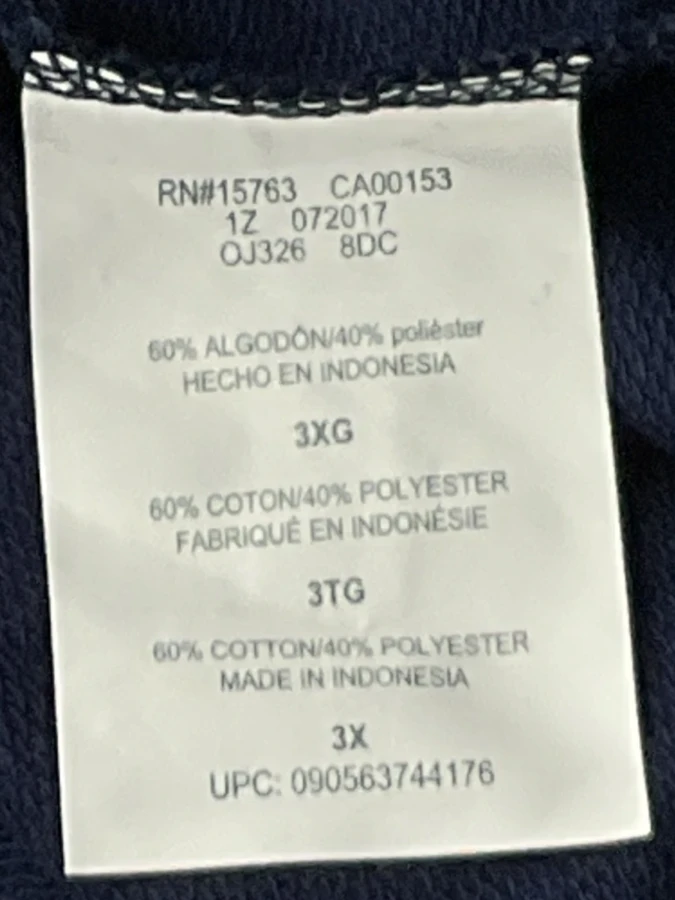 RN#15763 CA00153
1Z 072017
OJ326 8DC
60% ALGODÓN/40% poliéster
HECHO EN INDONESIA
3XG
60% COTON/40% POLYESTER
FABRIQUÉ EN INDONÉSIE
3TG
60% COTTON/40% POLYESTER
MADE IN INDONESIA
3X
UPC: 090563744176